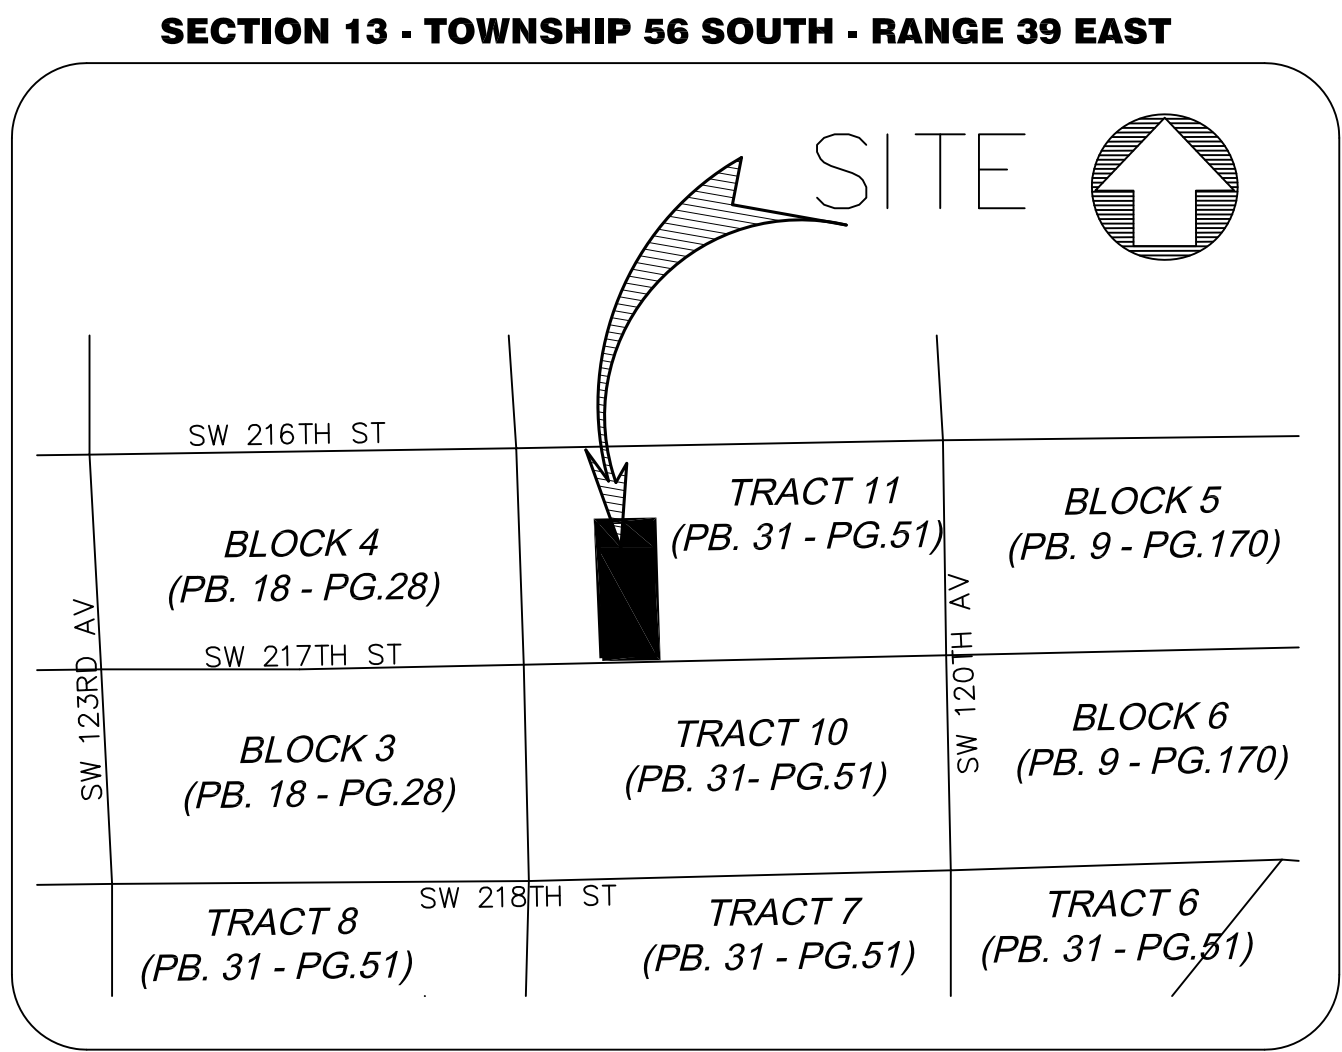 SECTION 13 - TOWNSHIP 56 SOUTH - RANGE 39 EAST
SITE
SW 216TH ST
TRACT 11
(PB. 31 - PG.51)
BLOCK 5
(PB. 9 - PG.170)
BLOCK 4
(PB. 18 - PG.28)
SW 123RD AV
SW 217TH ST
SW 120TH AV
BLOCK 3
(PB. 18 - PG.28)
TRACT 10
(PB. 31- PG.51)
BLOCK 6
(PB. 9 - PG.170)
SW 218TH ST
TRACT 8
(PB. 31 - PG.51)
TRACT 7
(PB. 31 - PG.51)
TRACT 6
(PB. 31 - PG.51)